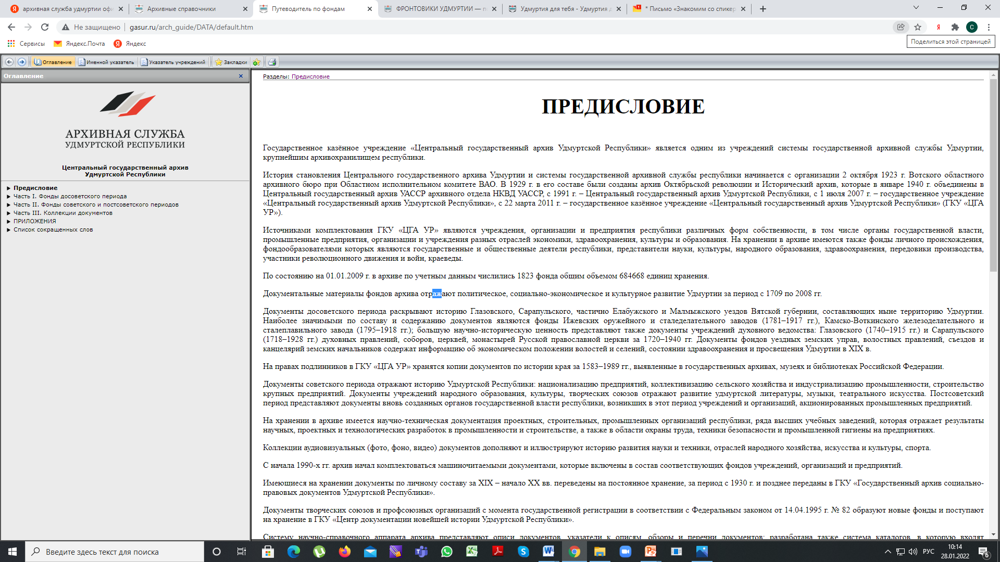 архивная служба удмуртии оф
Архивные справочники
Путеводитель по фондам
ФРОНТОВИКИ УДМУРТИИ —
Удмуртия для тебя - Удмуртия
* Письмо «Знакомим со спикер
Не защищено
gasur.ru/arch_guide/DATA/default.htm
С
Сервисы
Яндекс.Почта
Яндекс
Поделиться этой страницей
Оглавление
Именной указатель
Указатель учреждений
Закладки
Оглавление
АРХИВНАЯ СЛУЖБА
УДМУРТСКОЙ РЕСПУБЛИКИ
Центральный государственный архив
Удмуртской Республики
Предисловие
Часть I. Фонды досоветского периода
Часть II. Фонды советского и постсоветского периодов
Часть III. Коллекции документов
ПРИЛОЖЕНИЯ
Список сокращенных слов
Разделы: Предисловие
ПРЕДИСЛОВИЕ
Государственное казённое учреждение «Центральный государственный архив Удмуртской Республики» является одним из учреждений системы государственной архивной службы Удмуртии,
крупнейшим архивохранилищем республики.
История становления Центрального государственного архива Удмуртии и системы государственной архивной службы республики начинается с организации 2 октября 1923 г. Вотского областного
архивного бюро при Областном исполнительном комитете ВАО. В 1929 г. в его составе были созданы архив Октябрьской революции и Исторический архив, которые в январе 1940 г. объединены в
Центральный государственный архив УАССР архивного отдела НКВД УАССР, с 1991 г. – Центральный государственный архив Удмуртской Республики, с 1 июля 2007 г. – государственное учреждение
«Центральный государственный архив Удмуртской Республики», с 22 марта 2011 г. – государственное казённое учреждение «Центральный государственный архив Удмуртской Республики» (ГКУ «ЦГА
УР»).
Источниками комплектования ГКУ «ЦГА УР» являются учреждения, организации и предприятия республики различных форм собственности, в том числе органы государственной власти,
промышленные предприятия, организации и учреждения разных отраслей экономики, здравоохранения, культуры и образования. На хранении в архиве имеются также фонды личного происхождения,
фондообразователями которых являются государственные и общественные деятели республики, представители науки, культуры, народного образования, здравоохранения, передовики производства,
участники революционного движения и войн, краеведы.
По состоянию на 01.01.2009 г. в архиве по учетным данным числились 1823 фонда общим объемом 684668 единиц хранения.
Документальные материалы фондов архива отражают политическое, социально-экономическое и культурное развитие Удмуртии за период с 1709 по 2008 гг.
Документы досоветского периода раскрывают историю Глазовского, Сарапульского, частично Елабужского и Малмыжского уездов Вятской губернии, составляющих ныне территорию Удмуртии.
Наиболее значимыми по составу и содержанию документов являются фонды Ижевских оружейного и сталеделательного заводов (1781–1917 гг.), Камско-Воткинского железоделательного и
сталеплавильного завода (1795–1918 гг.); большую научно-историческую ценность представляют также документы учреждений духовного ведомства: Глазовского (1740–1915 гг.) и Сарапульского
(1718–1928 гг.) духовных правлений, соборов, церквей, монастырей Русской православной церкви за 1720–1940 гг. Документы фондов уездных земских управ, волостных правлений, съездов и
канцелярий земских начальников содержат информацию об экономическом положении волостей и селений, состоянии здравоохранения и просвещения Удмуртии в XIX в.
На правах подлинников в ГКУ «ЦГА УР» хранятся копии документов по истории края за 1583–1989 гг., выявленные в государственных архивах, музеях и библиотеках Российской Федерации.
Документы советского периода отражают историю Удмуртской Республики: национализацию предприятий, коллективизацию сельского хозяйства и индустриализацию промышленности, строительство
крупных предприятий. Документы учреждений народного образования, культуры, творческих союзов отражают развитие удмуртской литературы, музыки, театрального искусства. Постсоветский
период представляют документы вновь созданных органов государственной власти республики, возникших в этот период учреждений и организаций, акционированных промышленных предприятий.
На хранении в архиве имеется научно-техническая документация проектных, строительных, промышленных организаций республики, ряда высших учебных заведений, которая отражает результаты
научных, проектных и технологических разработок в промышленности и строительстве, а также в области охраны труда, техники безопасности и промышленной гигиены на предприятиях.
Коллекции аудиовизуальных (фото, фоно, видео) документов дополняют и иллюстрируют историю развития науки и техники, отраслей народного хозяйства, искусства и культуры, спорта.
С начала 1990-х гг. архив начал комплектоваться машиночитаемыми документами, которые включены в состав соответствующих фондов учреждений, организаций и предприятий.
Имеющиеся на хранении документы по личному составу за XIX – начало XX вв. переведены на постоянное хранение, за период с 1930 г. и позднее переданы в ГКУ «Государственный архив социально-
правовых документов Удмуртской Республики».
Документы творческих союзов и профсоюзных организаций с момента государственной регистрации в соответствии с Федеральным законом от 14.04.1995 г. № 82 образуют новые фонды и поступают
на хранение в ГКУ «Центр документации новейшей истории Удмуртской Республики».
Систему научно-справочного аппарата архива представляют описи документов, указатели к описям, обзоры и перечни документов; разработана также система каталогов, в которую входят
Введите здесь текст для поиска
РУС
10:14
28.01.2022
6